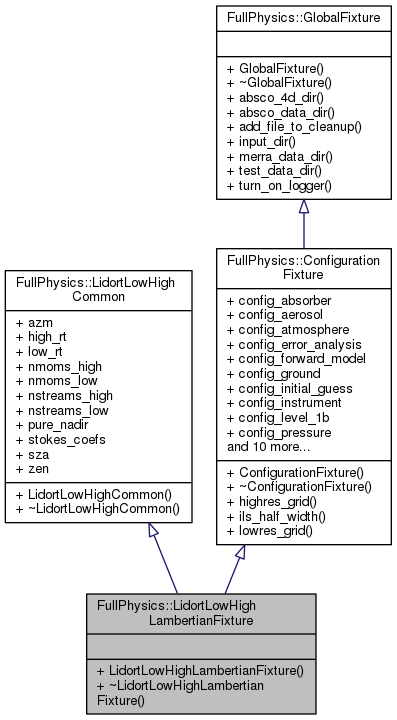 FullPhysics::GlobalFixture
+ GlobalFixture()
+ ~GlobalFixture()
+ absco_4d_dir()
+ absco_data_dir()
+ add_file_to_cleanup()
+ input_dir()
+ merra_data_dir()
+ test_data_dir()
+ turn_on_logger()
FullPhysics::LidortLowHigh
Common
+ azm
+ high_rt
+ low_rt
+ nmoms_high
+ nmoms_low
+ nstreams_high
+ nstreams_low
+ pure_nadir
+ stokes_coefs
+ sza
+ zen
+ LidortLowHighCommon()
+ ~LidortLowHighCommon()
FullPhysics::Configuration
Fixture
+ config_absorber
+ config_aerosol
+ config_atmosphere
+ config_error_analysis
+ config_forward_model
+ config_ground
+ config_initial_guess
+ config_instrument
+ config_level_1b
+ config_pressure
and 10 more...
+ ConfigurationFixture()
+ ~ConfigurationFixture()
+ highres_grid()
+ ils_half_width()
+ lowres_grid()
FullPhysics::LidortLowHigh
LambertianFixture
+ LidortLowHighLambertianFixture()
+ ~LidortLowHighLambertian
Fixture()